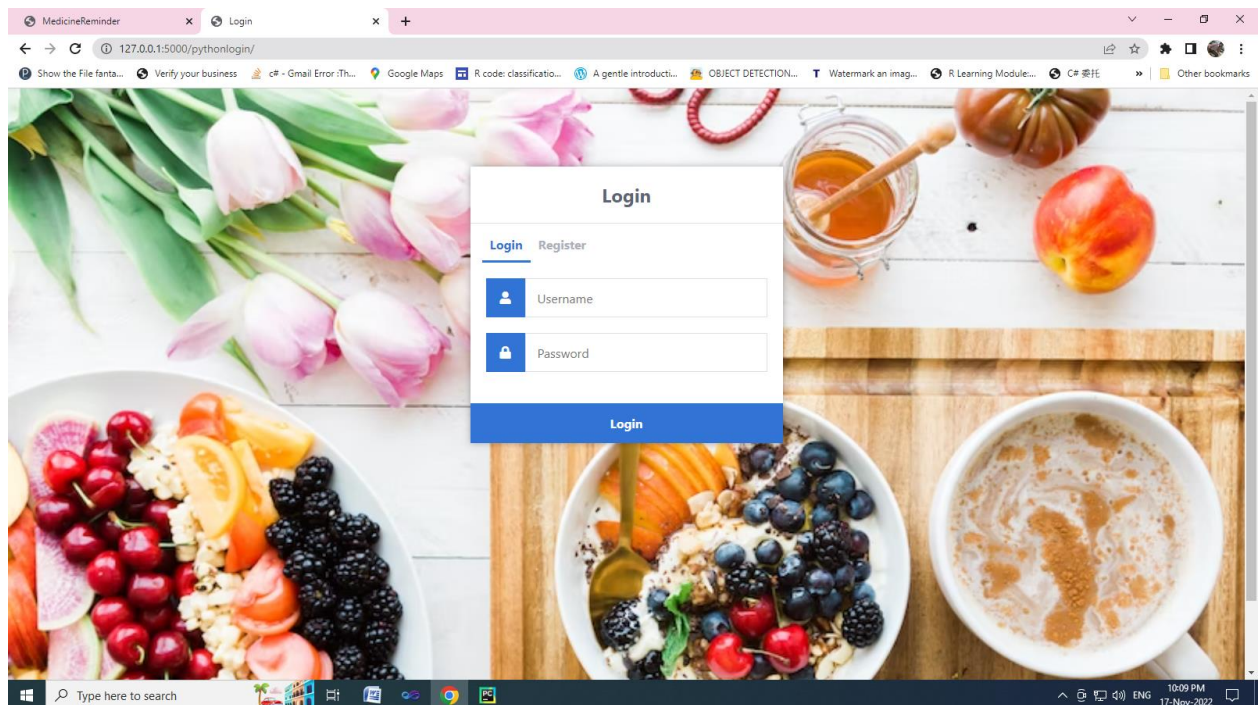 MedicineReminder
Login
127.0.0.1:5000/pythonlogin/
Show the File fanta...
Verify your business
c# - Gmail Error :Th...
Google Maps
R code: classificatio...
A gentle introducti...
OBJECT DETECTION...
Watermark an imag...
R Learning Module:...
C# 委托
»
Other bookmarks
Login
Login
Register
Username
Password
Login
Type here to search
ENG
10:09 PM
17-Nov-2022